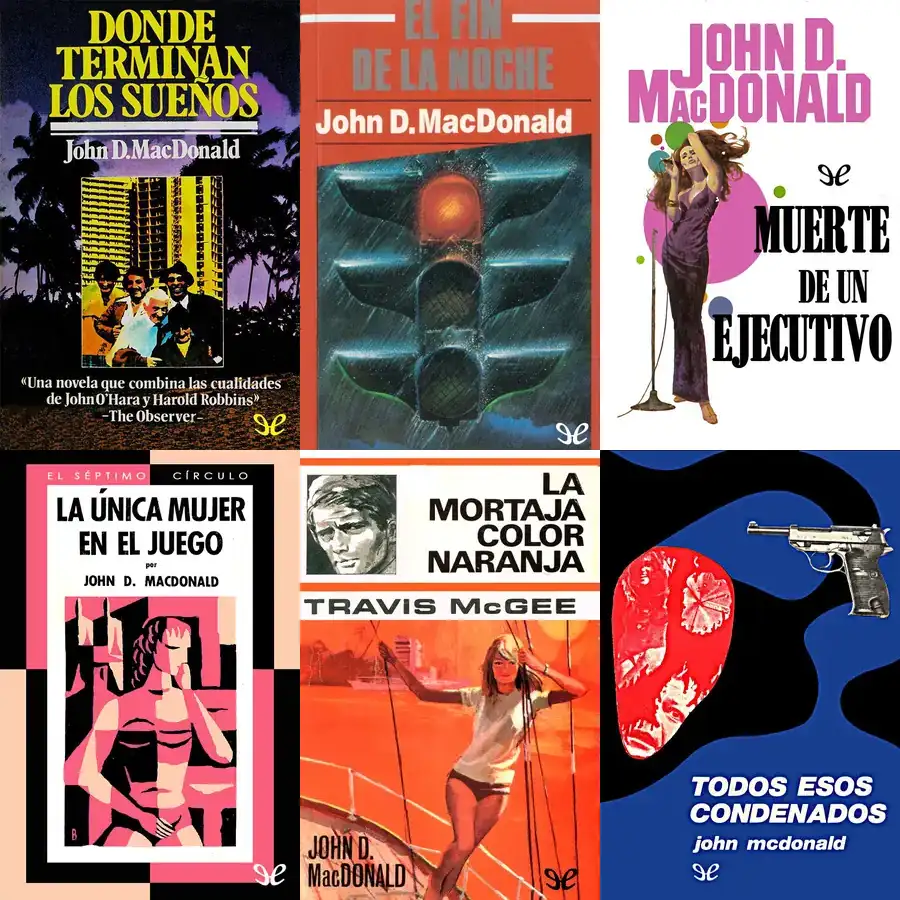 DONDE
TERMINAN
LOS SUEÑOS
John D. MacDonald
«Una novela que combina las cualidades
de John O'Hara y Harold Robbins»
-The Observer-
EL FIN
DE LA NOCHE
John D. MacDonald
JOHN D.
MACDONALD
MUERTE
DE UN
EJECUTIVO
EL SÉPTIMO CÍRCULO
LA ÚNICA MUJER
EN EL JUEGO
por
JOHN D. MACDONALD
B
LA
MORTAJA
COLOR
NARANJA
TRAVIS McGEE
JOHN D.
MacDONALD
TODOS ESOS
CONDENADOS
john mcdonald